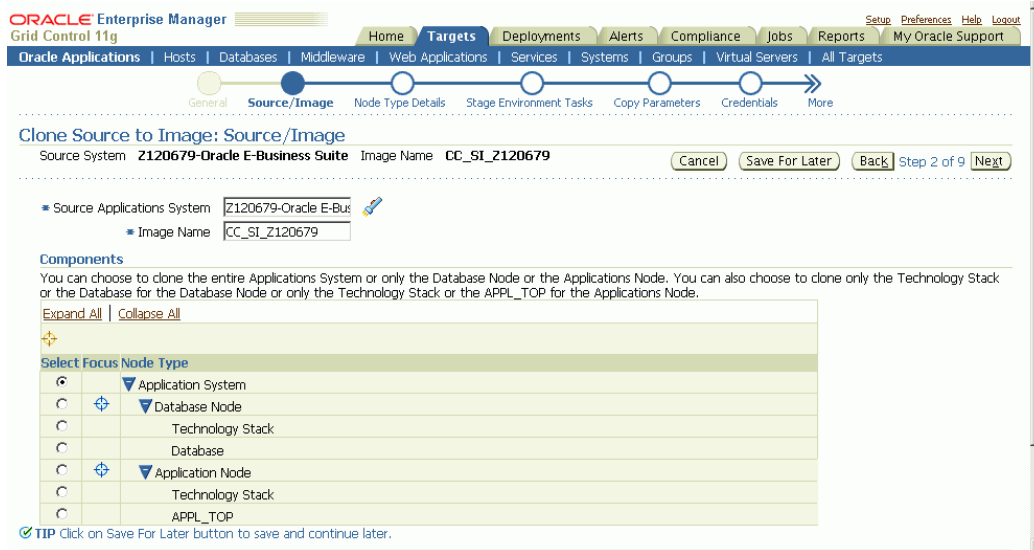 ORACLE Enterprise Manager
Grid Control 11g
Setup Preferences Help Logout
Home Targets Deployments Alerts Compliance Jobs Reports My Oracle Support
Oracle Applications | Hosts | Databases | Middleware | Web Applications | Services | Systems | Groups | Virtual Servers | All Targets
General Source/Image Node Type Details Stage Environment Tasks Copy Parameters Credentials More
Clone Source to Image: Source/Image
Source System Z120679-Oracle E-Business Suite Image Name CC_SI_Z120679
Cancel Save For Later Back Step 2 of 9 Next
* Source Applications System Z120679-Oracle E-Bus
* Image Name CC_SI_Z120679
Components
You can choose to clone the entire Applications System or only the Database Node or the Applications Node. You can also choose to clone only the Technology Stack
or the Database for the Database Node or only the Technology Stack or the APPL_TOP for the Applications Node.
Expand All | Collapse All
Select Focus Node Type
Application System
Database Node
Technology Stack
Database
Application Node
Technology Stack
APPL_TOP
TIP Click on Save For Later button to save and continue later.